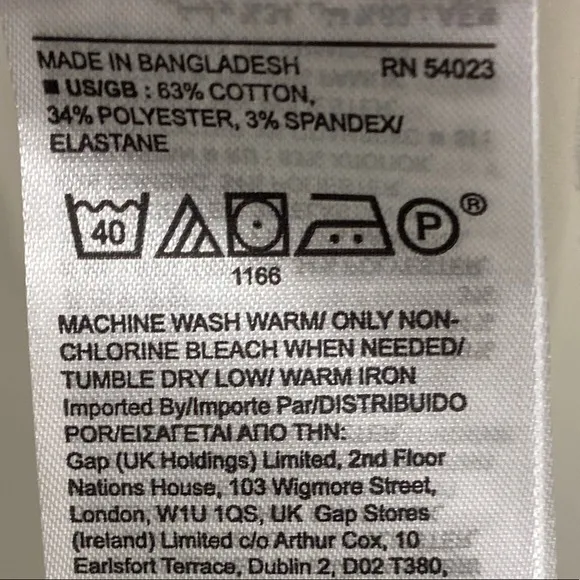 MADE IN BANGLADESH RN 54023
■ US/GB : 63% COTTON,
34% POLYESTER, 3% SPANDEX/
ELASTANE
40 P ®
1166
MACHINE WASH WARM/ ONLY NON-
CHLORINE BLEACH WHEN NEEDED/
TUMBLE DRY LOW/ WARM IRON
Imported By/Importe Par/DISTRIBUIDO
POR/ΕΙΣΑΓΕΤΑΙ ΑΠΟ ΤΗΝ:
Gap (UK Holdings) Limited, 2nd Floor
Nations House, 103 Wigmore Street,
London, W1U 1QS, UK Gap Stores
(Ireland) Limited c/o Arthur Cox, 10
Earlsfort Terrace, Dublin 2, D02 T380,